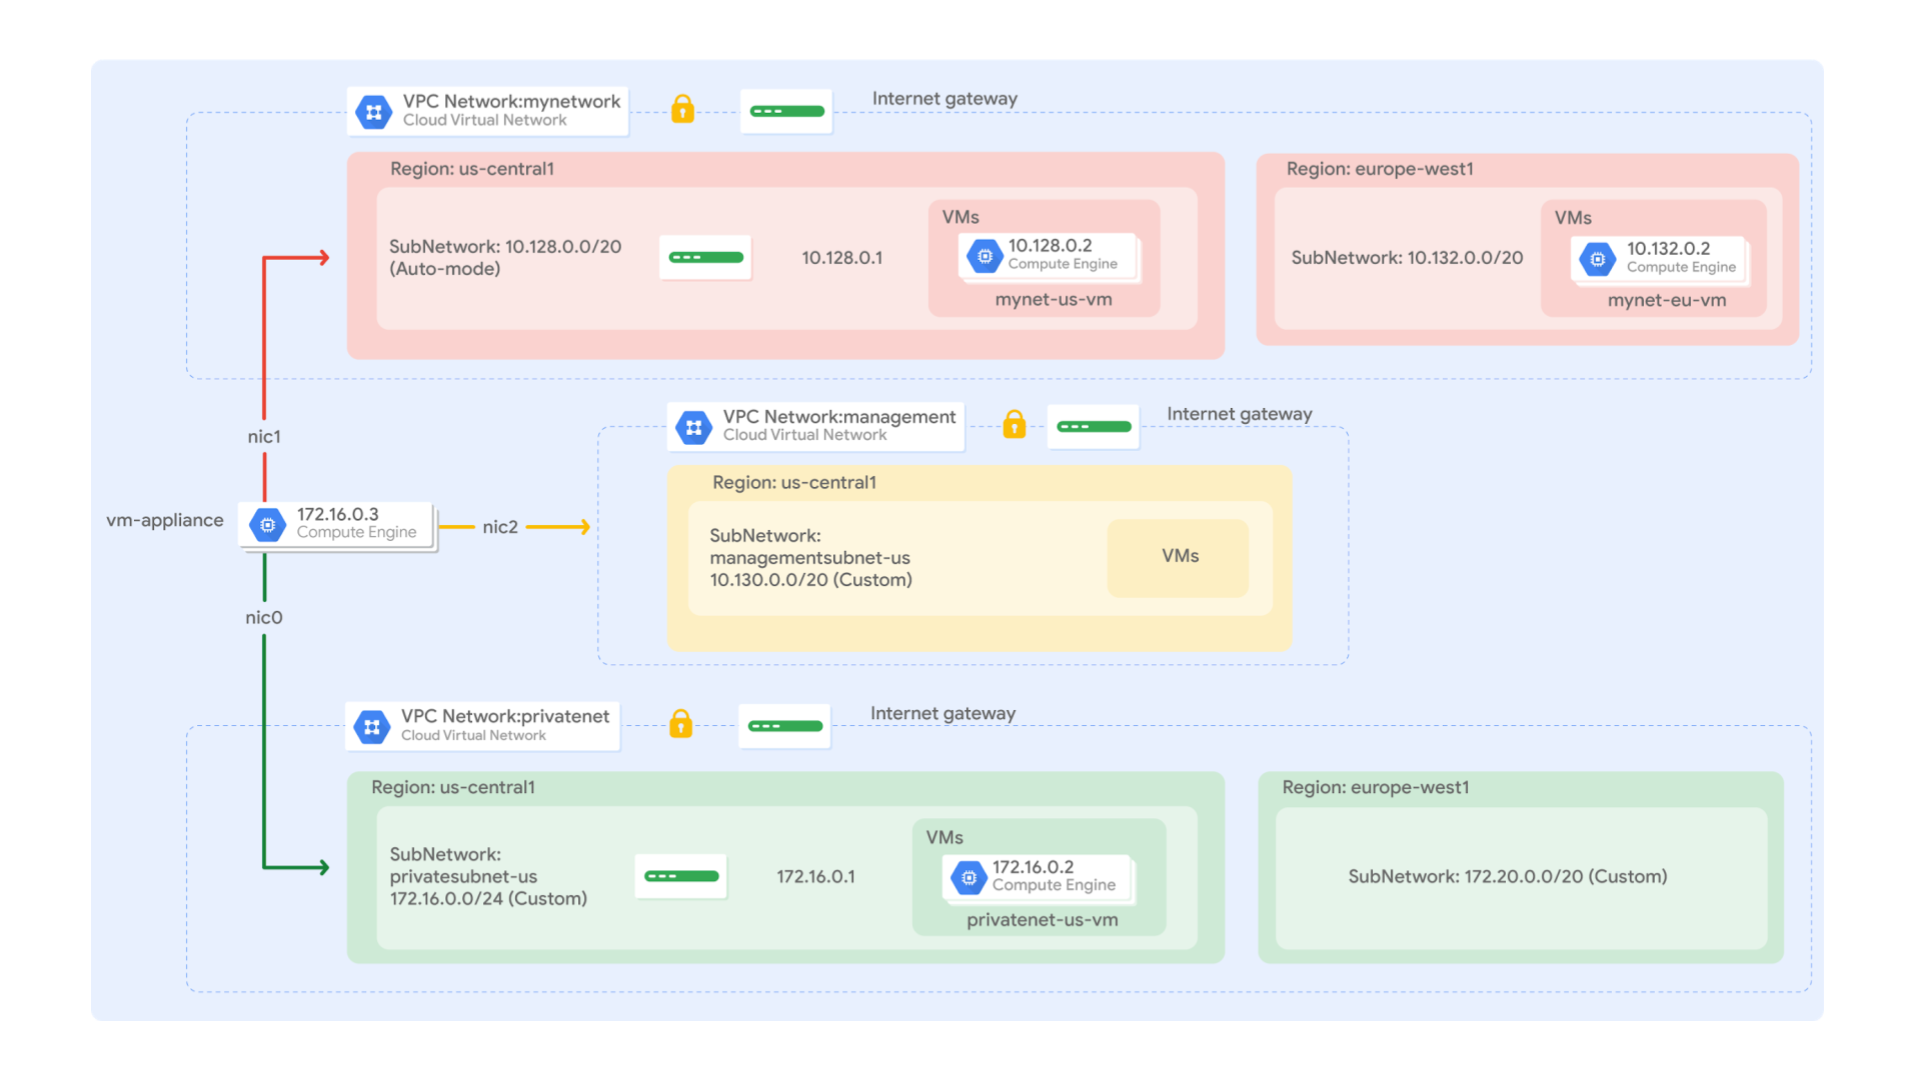 VPC Network:mynetwork
Cloud Virtual Network
Internet gateway
Region: us-central1
SubNetwork: 10.128.0.0/20
(Auto-mode)
10.128.0.1
VMs
10.128.0.2
Compute Engine
mynet-us-vm
Region: europe-west1
SubNetwork: 10.132.0.0/20
VMs
10.132.0.2
Compute Engine
mynet-eu-vm
nic1
VPC Network:management
Cloud Virtual Network
Internet gateway
Region: us-central1
SubNetwork:
managementsubnet-us
10.130.0.0/20 (Custom)
VMs
vm-appliance
172.16.0.3
Compute Engine
nic2
nic0
VPC Network:privatenet
Cloud Virtual Network
Internet gateway
Region: us-central1
SubNetwork:
privatesubnet-us
172.16.0.0/24 (Custom)
172.16.0.1
VMs
172.16.0.2
Compute Engine
privatenet-us-vm
Region: europe-west1
SubNetwork: 172.20.0.0/20 (Custom)